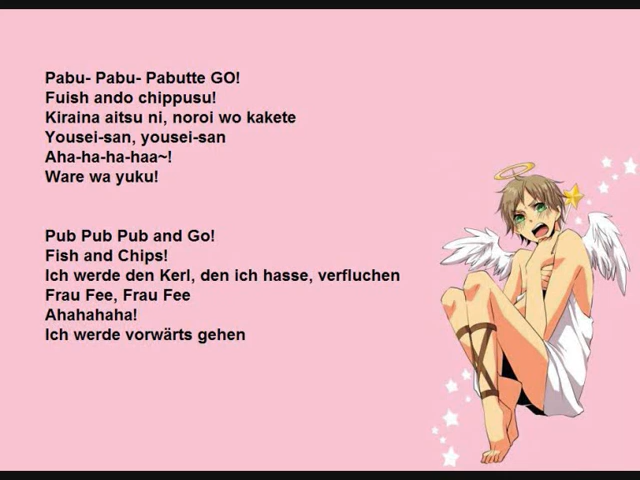 Pabu- Pabu- Pabutte GO!
Fuish ando chippusu!
Kiraina aitsu ni, noroi wo kakete
Yousei-san, yousei-san
Aha-ha-ha-haa~!
Ware wa yuku!
Pub Pub Pub and Go!
Fish and Chips!
Ich werde den Kerl, den ich hasse, verfluchen
Frau Fee, Frau Fee
Ahahahaha!
Ich werde vorwärts gehen